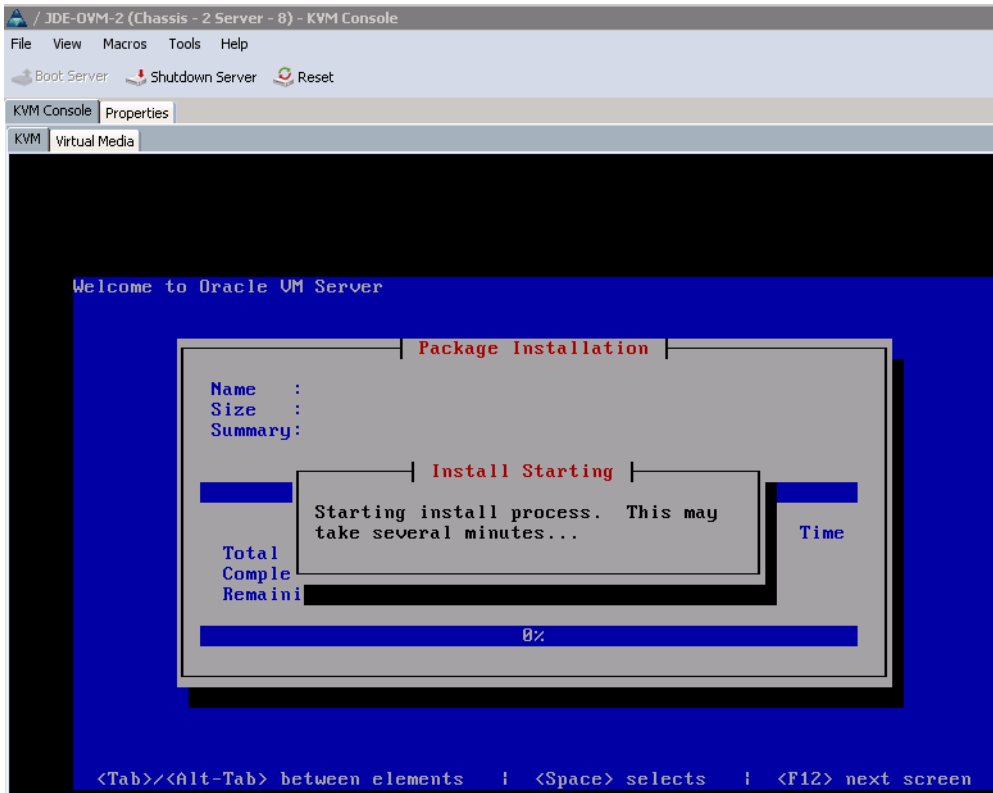 / JDE-OVM-2 (Chassis - 2 Server - 8) - KVM Console
File View Macros Tools Help
Boot Server Shutdown Server Reset
KVM Console Properties
KVM Virtual Media
Welcome to Oracle VM Server
Package Installation
Name :
Size :
Summary:
Install Starting
Starting install process. This may
take several minutes...
Time
Total
Comple
Remaini
0%
<Tab>/<Alt-Tab> between elements | <Space> selects | <F12> next screen